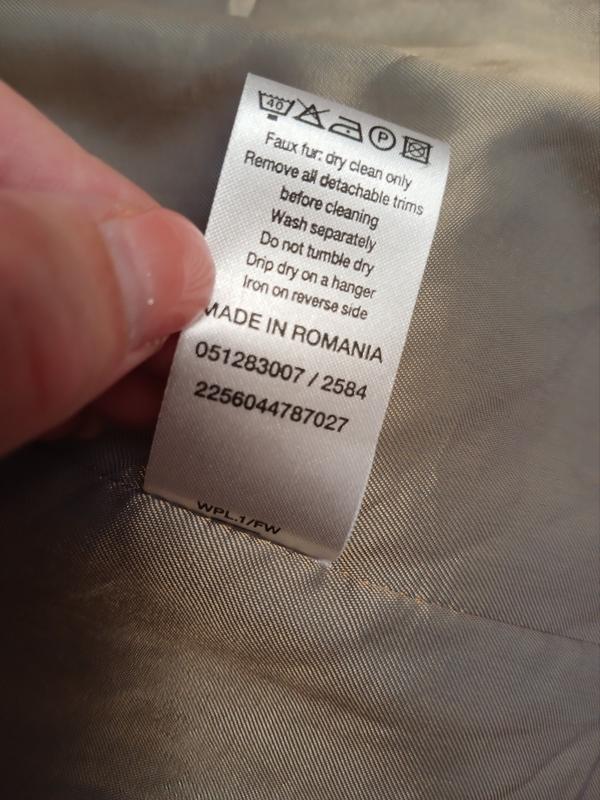 40 P
Faux fur: dry clean only
Remove all detachable trims
before cleaning
Wash separately
Do not tumble dry
Drip dry on a hanger
Iron on reverse side
MADE IN ROMANIA
051283007 / 2584
2256044787027
WPL.1/FW